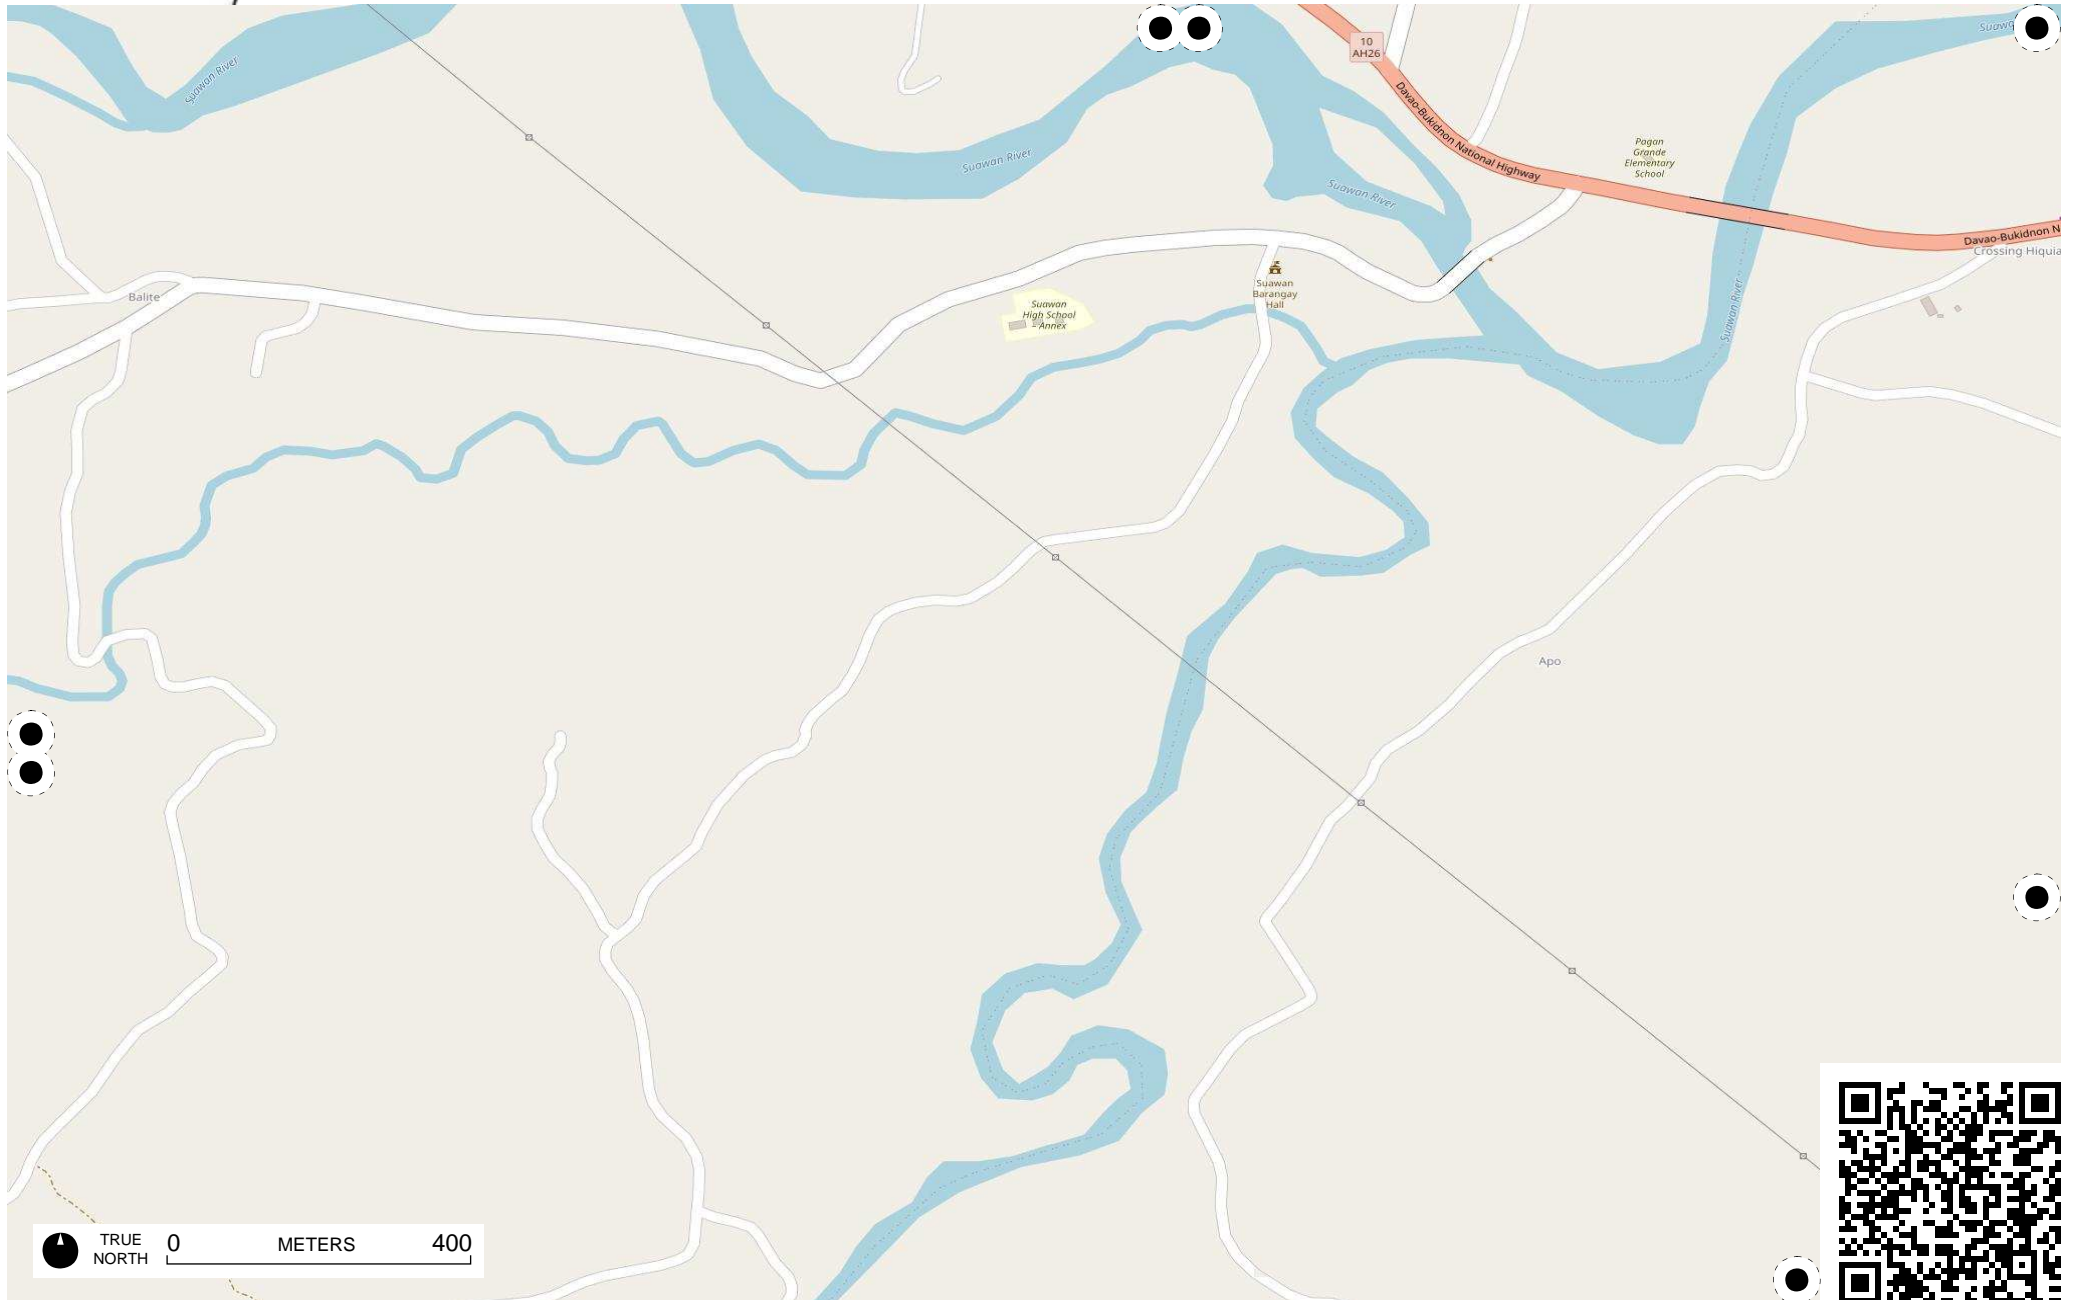 Suawan River
10
AH26
Suawan
Davao-Bukidnon National Highway
Pagan
Grande
Elementary
School
Suawan River
Suawan River
Davao-Bukidnon N
Crossing Hiquia
Suawan
Barangay
Hall
Balite
Suawan
High School
Annex
Suawan River
Apo
TRUE
NORTH
0 METERS 400